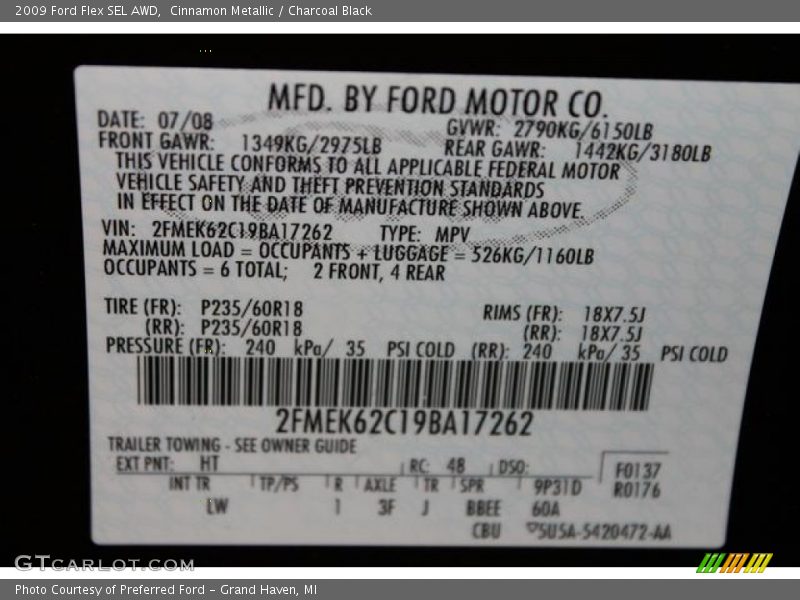 2009 Ford Flex SEL AWD,  Cinnamon Metallic / Charcoal Black
MFD. BY FORD MOTOR CO.
DATE: 07/08 GVWR: 2790KG/6150LB
FRONT GAWR: 1349KG/2975LB REAR GAWR: 1442KG/3180LB
THIS VEHICLE CONFORMS TO ALL APPLICABLE FEDERAL MOTOR
VEHICLE SAFETY AND THEFT PREVENTION STANDARDS
IN EFFECT ON THE DATE OF MANUFACTURE SHOWN ABOVE.
VIN: 2FMEK62C19BA17262 TYPE: MPV
MAXIMUM LOAD = OCCUPANTS + LUGGAGE = 526KG/1160LB
OCCUPANTS = 6 TOTAL; 2 FRONT, 4 REAR
TIRE (FR): P235/60R18 RIMS (FR): 18X7.5J
(RR): P235/60R18 (RR): 18X7.5J
PRESSURE (FR): 240 kPa/ 35 PSI COLD (RR): 240 kPa/ 35 PSI COLD
2FMEK62C19BA17262
TRAILER TOWING - SEE OWNER GUIDE
EXT PNT: HT RC: 48 DSO: F0137
INT TR TP/PS R AXLE TR SPR 9P31D R0176
LW 1 3F J BBEE 60A
CBU 5U5A-5420472-AA
GTCARLOT.COM
Photo Courtesy of Preferred Ford - Grand Haven, MI